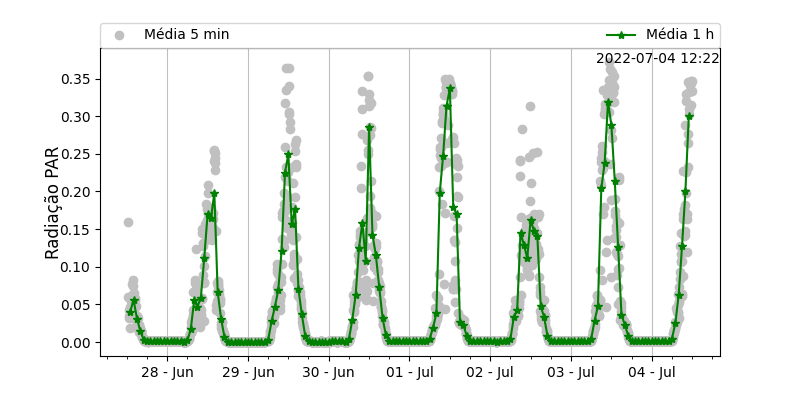 Média 5 min
Média 1 h
2022-07-04 12:22
Radiação PAR
0.35
0.30
0.25
0.20
0.15
0.10
0.05
0.00
28 - Jun
29 - Jun
30 - Jun
01 - Jul
02 - Jul
03 - Jul
04 - Jul